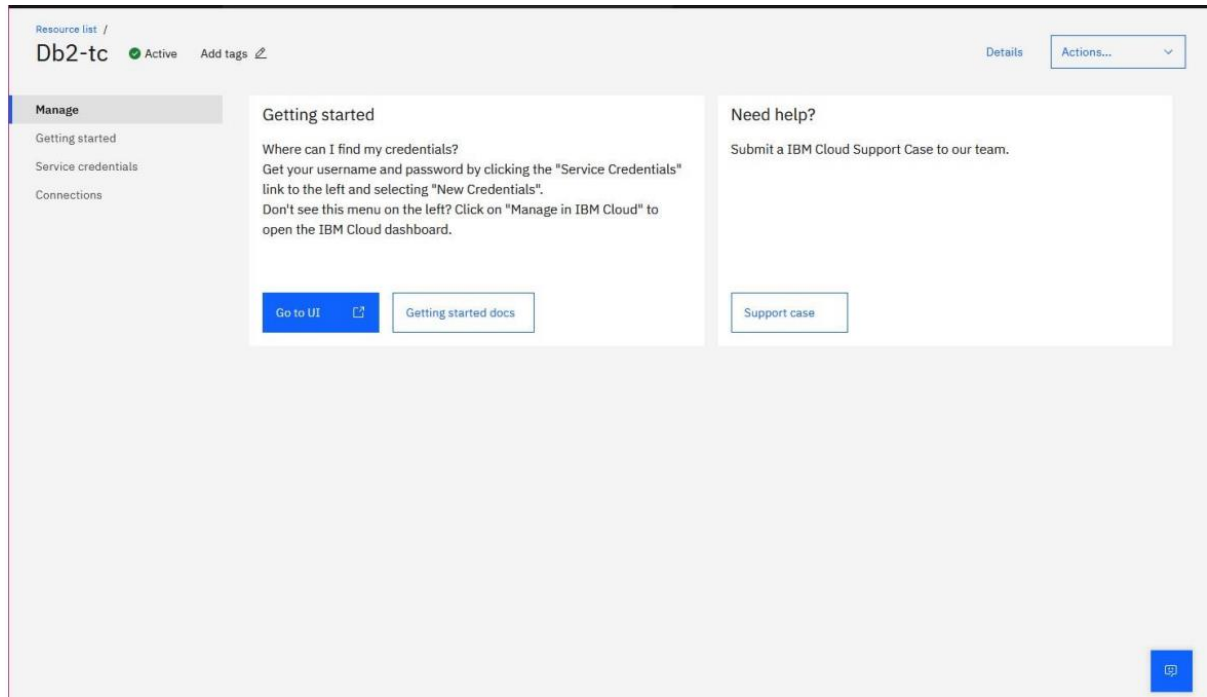 Resource list /
Db2-tc Active Add tags
Details
Actions...
Manage
Getting started
Service credentials
Connections
Getting started
Where can I find my credentials?
Get your username and password by clicking the "Service Credentials"
link to the left and selecting "New Credentials".
Don't see this menu on the left? Click on "Manage in IBM Cloud" to
open the IBM Cloud dashboard.
Go to UI
Getting started docs
Need help?
Submit a IBM Cloud Support Case to our team.
Support case